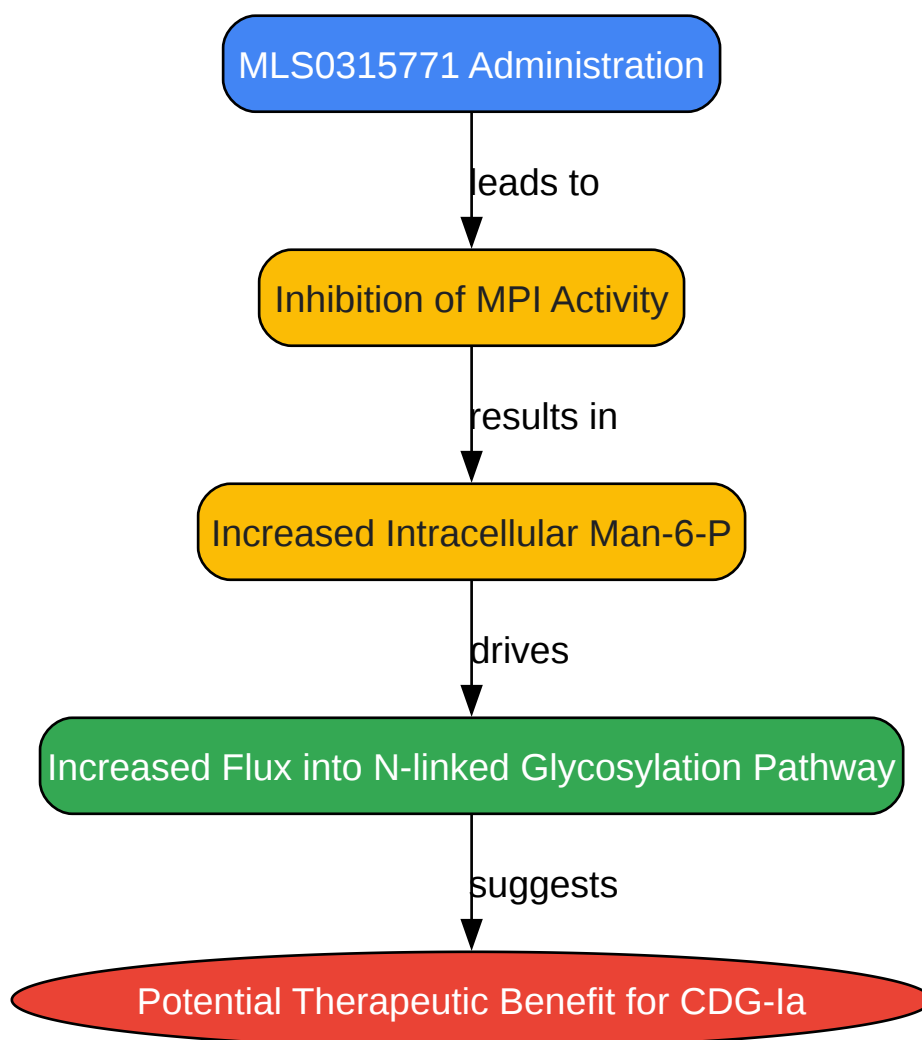 MLS0315771 Administration
leads to
Inhibition of MPI Activity
results in
Increased Intracellular Man-6-P
drives
Increased Flux into N-linked Glycosylation Pathway
suggests
Potential Therapeutic Benefit for CDG-Ia